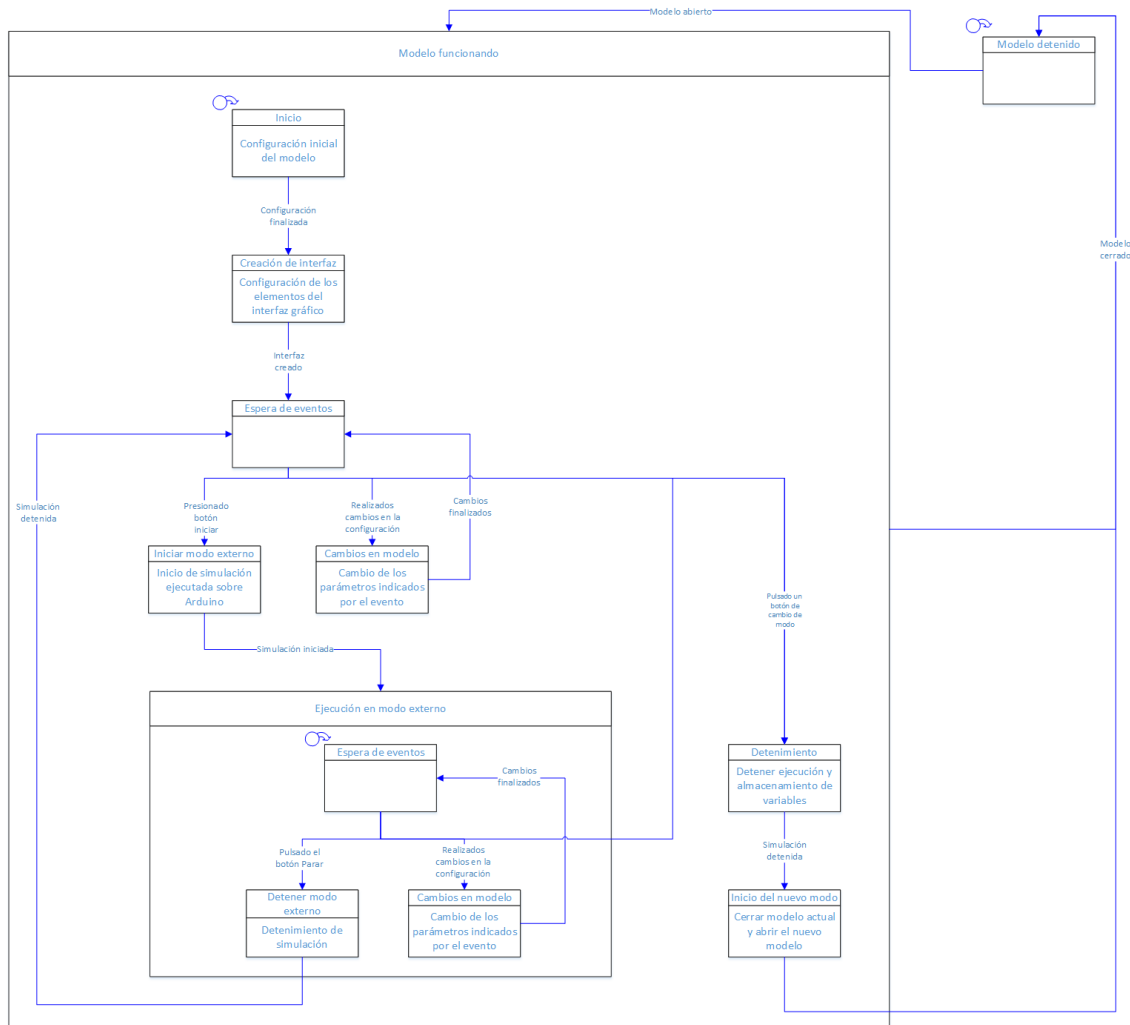 Modelo abierto
Modelo funcionando
Modelo detenido
Inicio
Configuración inicial
del modelo
Configuración
finalizada
Modelo
cerrado
Creación de interfaz
Configuración de los
elementos del
interfaz gráfico
Interfaz
creado
Espera de eventos
Simulación
detenida
Presionado
botón
iniciar
Realizados
cambios en la
configuración
Cambios
finalizados
Iniciar modo externo
Inicio de simulación
ejecutada sobre
Arduino
Cambios en modelo
Cambio de los
parámetros indicados
por el evento
Pulsado un
botón de
cambio de
modo
Simulación iniciada
Ejecución en modo externo
Espera de eventos
Cambios
finalizados
Detenimiento
Detener ejecución y
almacenamiento de
variables
Pulsado el
botón Parar
Realizados
cambios en la
configuración
Simulación
detenida
Detener modo
externo
Detenimiento de
simulación
Cambios en modelo
Cambio de los
parámetros indicados
por el evento
Inicio del nuevo modo
Cerrar modelo actual
y abrir el nuevo
modelo